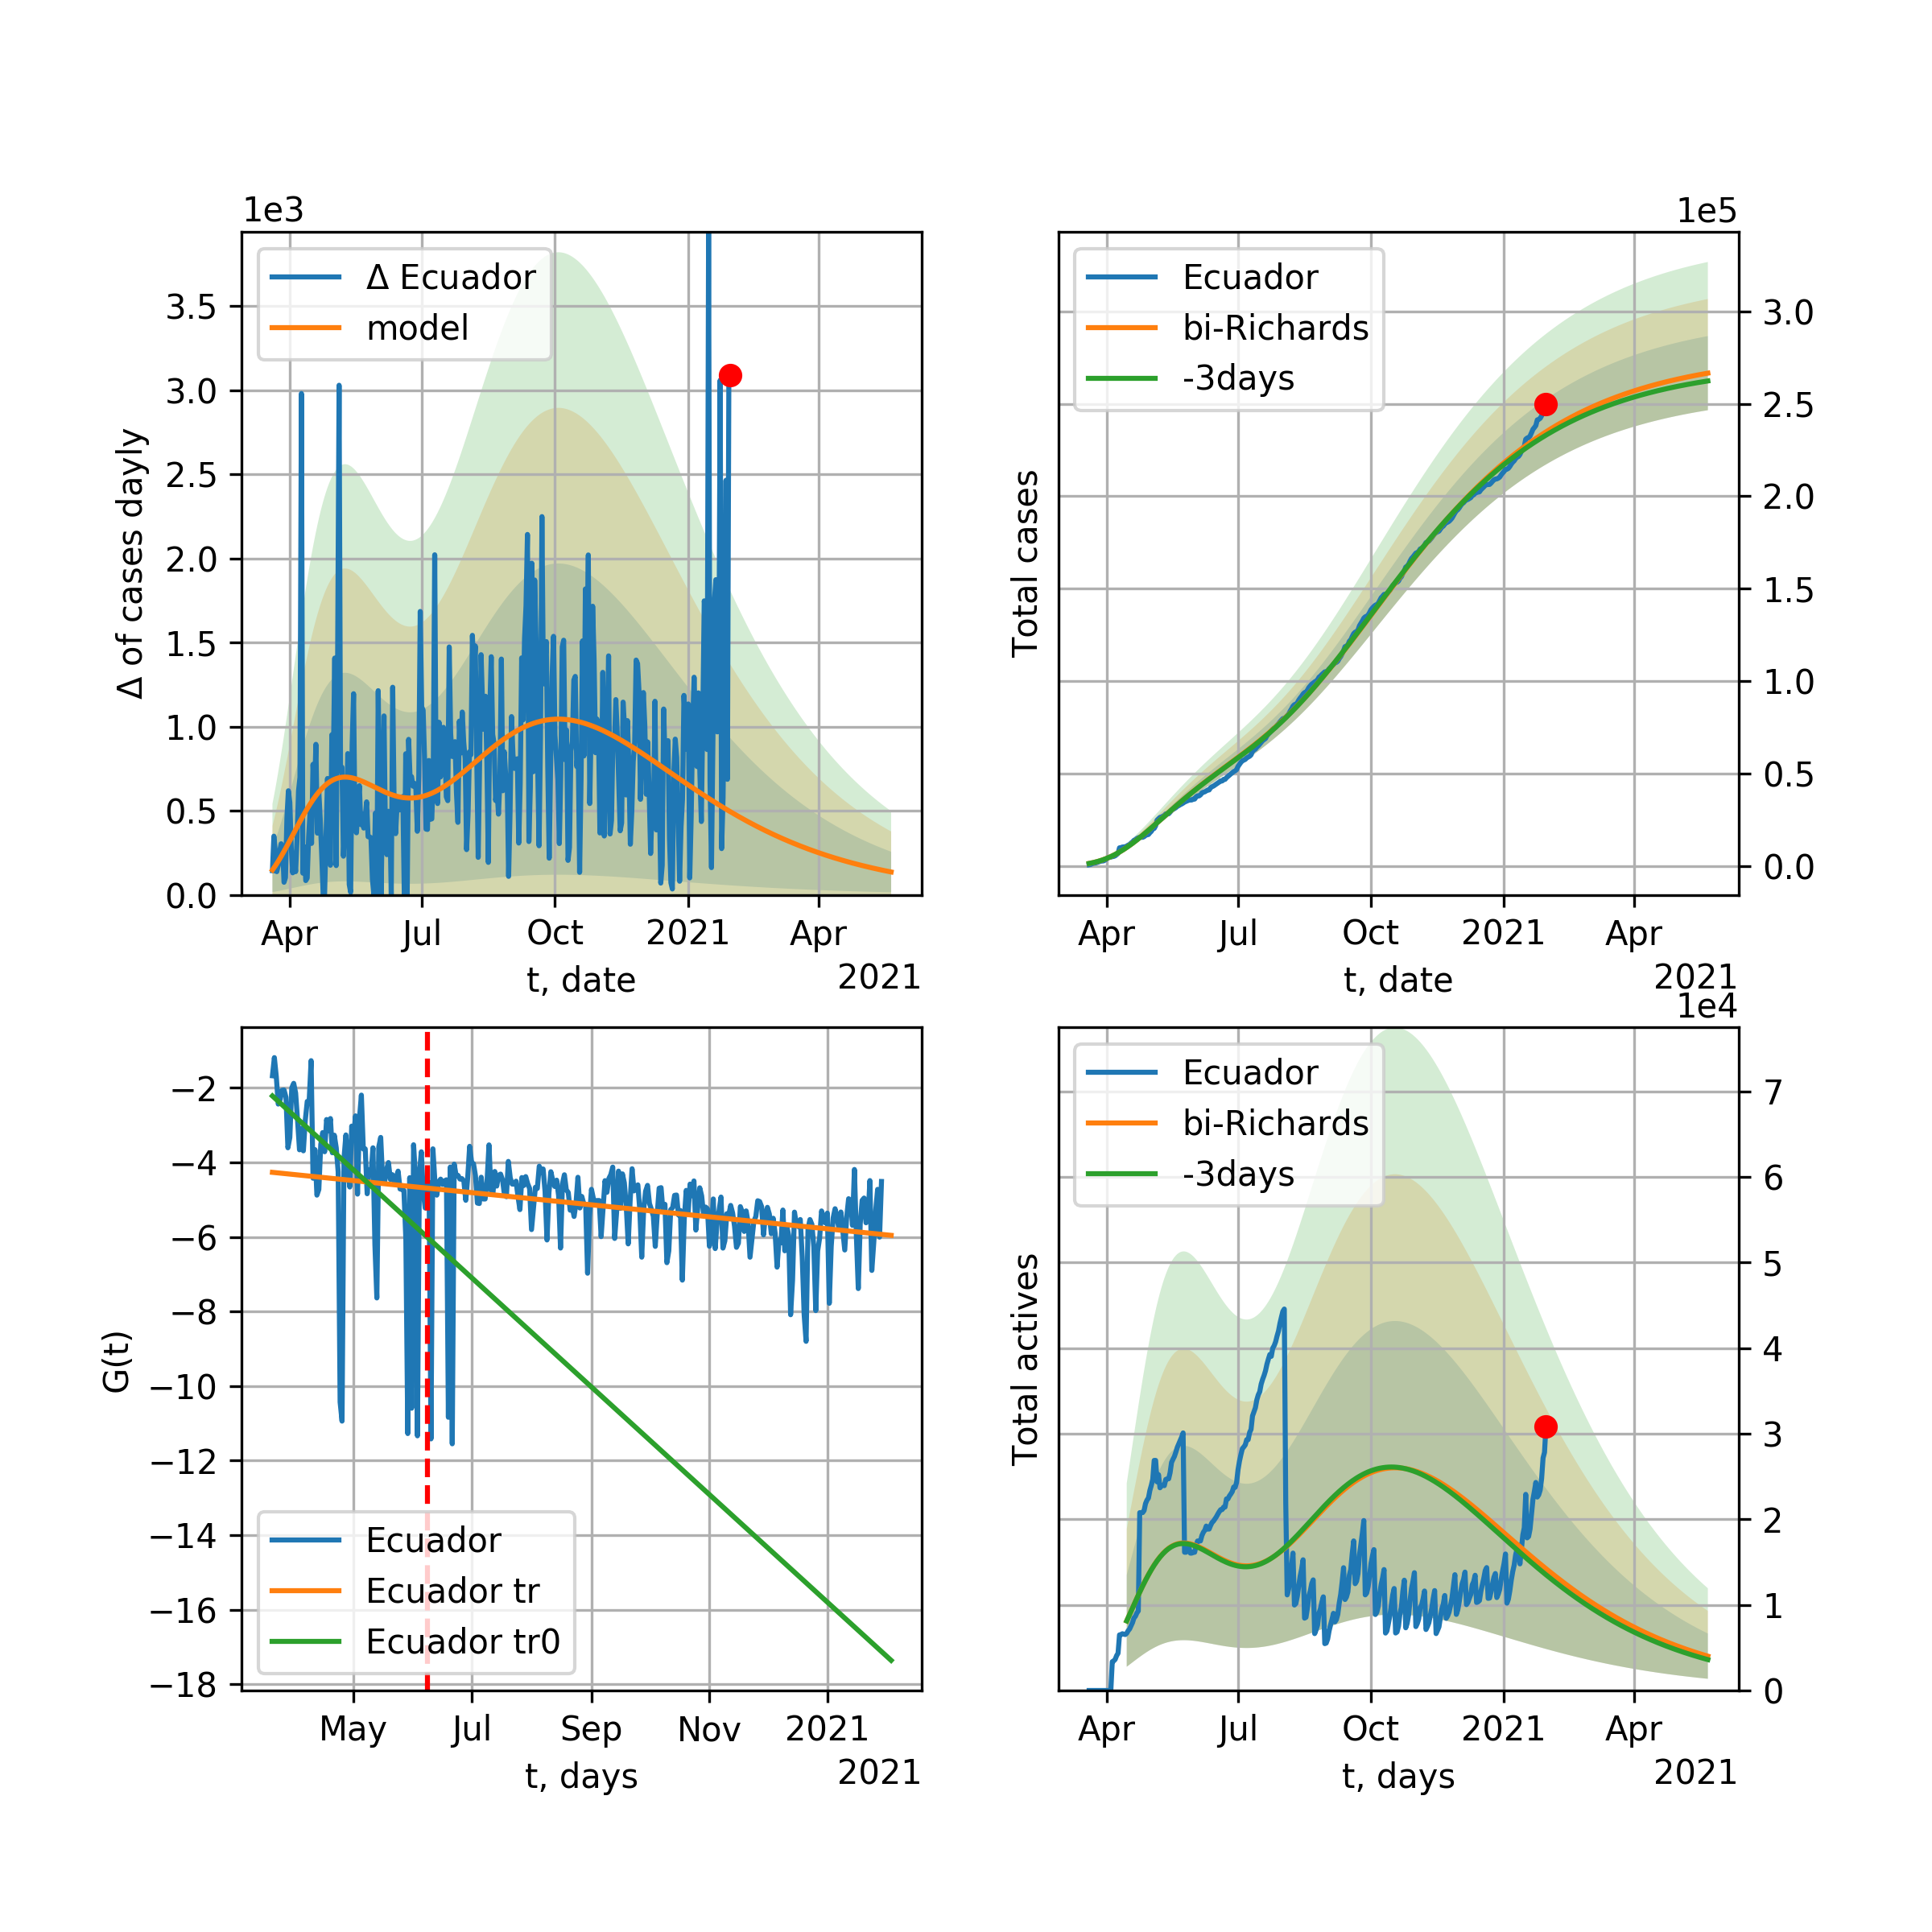 1e3
Δ Ecuador
model
3.5
3.0
2.5
2.0
1.5
1.0
0.5
0.0
Δ of cases dayly
Apr Jul Oct 2021 Apr
t, date
2021
1e5
Ecuador
bi-Richards
-3days
3.0
2.5
2.0
1.5
1.0
0.5
0.0
Total cases
Apr Jul Oct 2021 Apr
t, date
2021
−2
−4
−6
−8
−10
−12
−14
−16
−18
G(t)
Ecuador
Ecuador tr
Ecuador tr0
May Jul Sep Nov 2021
t, days
2021
1e4
Ecuador
bi-Richards
-3days
7
6
5
4
3
2
1
0
Total actives
Apr Jul Oct 2021 Apr
t, days
2021